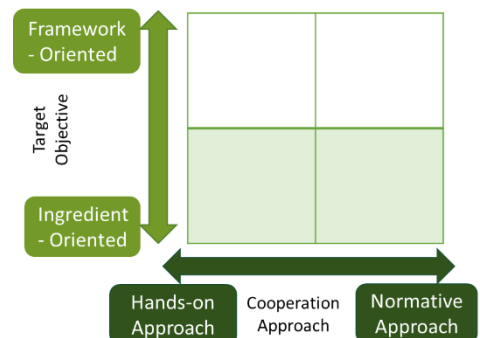 Framework
- Oriented
Target
Objective
Ingredient
- Oriented
Hands-on
Approach
Cooperation
Approach
Normative
Approach